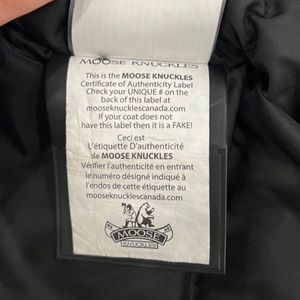 MOOSE KNUCKLES
This is the MOOSE KNUCKLES
Certificate of Authenticity Label
Check your UNIQUE # on the
back of this label at
mooseknucklescanada.com
If your coat does not
have this label then it is a FAKE!
Ceci est
L'étiquette D'authenticité
de MOOSE KNUCKLES
Vérifier l'authenticité en entrant
le numéro désigné indiqué à
l'endos de cette étiquette au
mooseknucklescanada.com
MOOSE
KNUCKLES